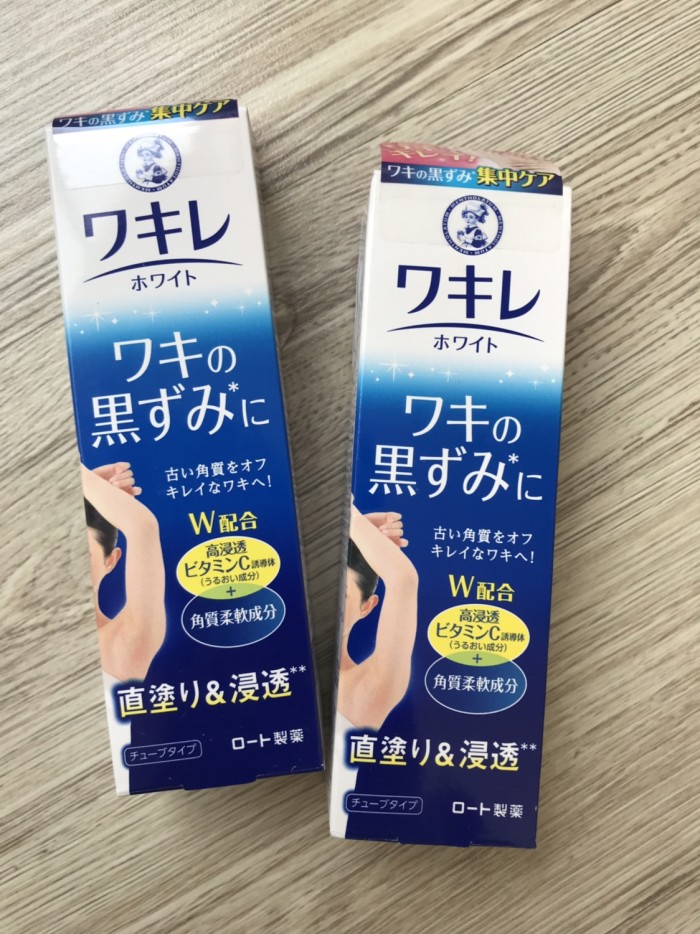 ワキの黒ずみ*集中ケア
ワキレ
ホワイト
ワキの
黒ずみ*に
古い角質をオフ
キレイなワキへ!
W配合
高浸透
ビタミンC誘導体
(うるおい成分)
+
角質柔軟成分
直塗り&浸透**
チューブタイプ
ロート製薬
キレイ!
ワキの黒ずみ*集中ケア
MENTHOLATUM
ワキレ
ホワイト
ワキの
黒ずみ*に
古い角質をオフ
キレイなワキへ!
W配合
高浸透
ビタミンC誘導体
(うるおい成分)
+
角質柔軟成分
直塗り&浸透**
チューブタイプ
ロート製薬